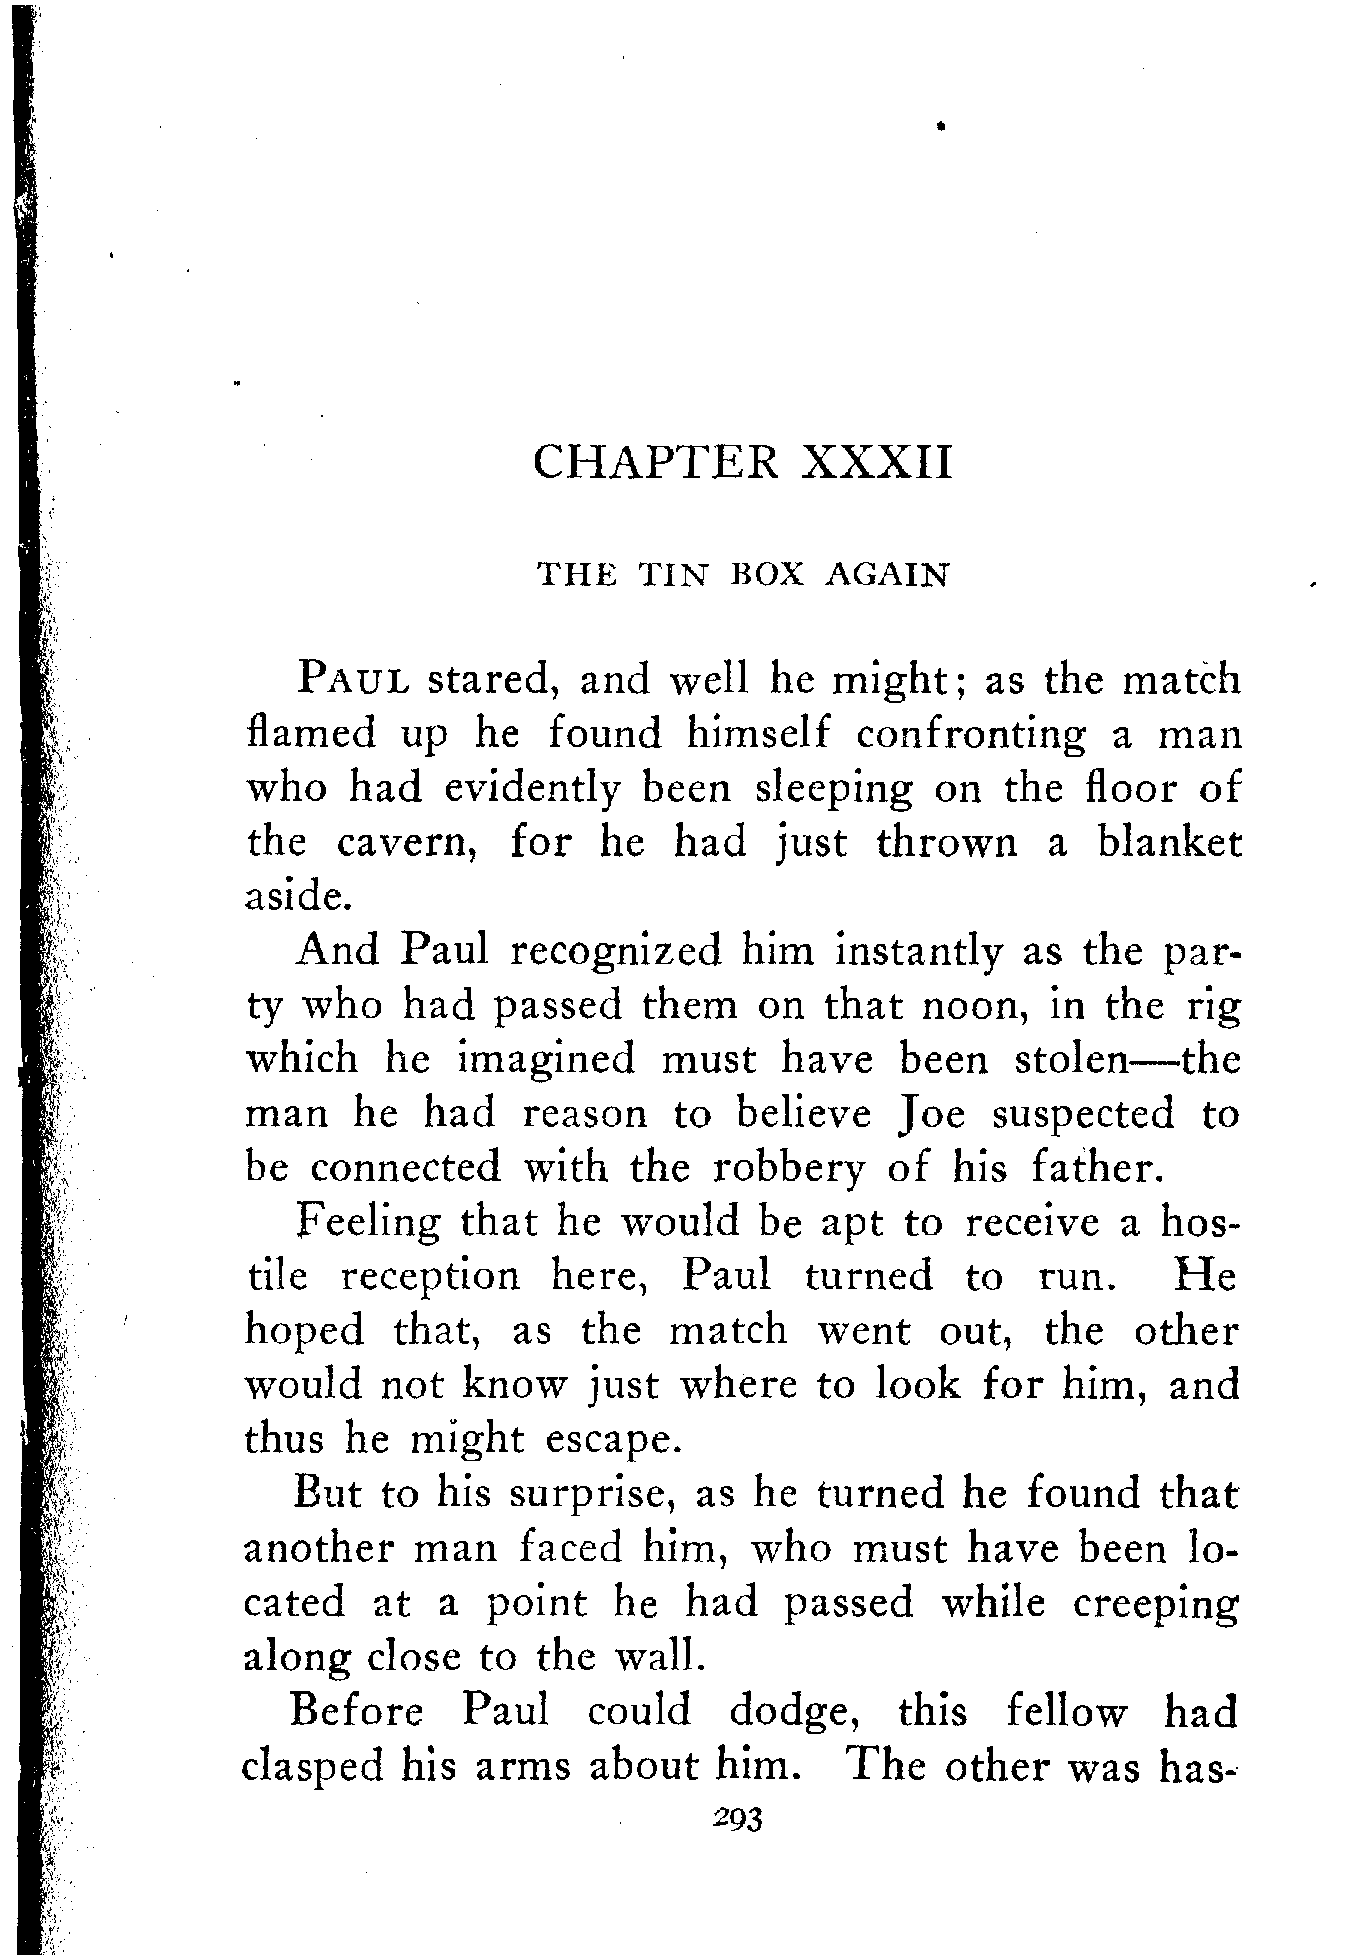 CHAPTER XXXII
THE TIN BOX AGAIN
PAUL stared, and well he might; as the match
flamed up he found himself confronting a man
who had evidently been sleeping on the floor of
the cavern, for he had just thrown a blanket
aside.
And Paul recognized him instantly as the par-
ty who had passed them on that noon, in the rig
which he imagined must have been stolen—the
man he had reason to believe Joe suspected to
be connected with the robbery of his father.
Feeling that he would be apt to receive a hos-
tile reception here, Paul turned to run. He
hoped that, as the match went out, the other
would not know just where to look for him, and
thus he might escape.
But to his surprise, as he turned he found that
another man faced him, who must have been lo-
cated at a point he had passed while creeping
along close to the wall.
Before Paul could dodge, this fellow had
clasped his arms about him. The other was has-
293